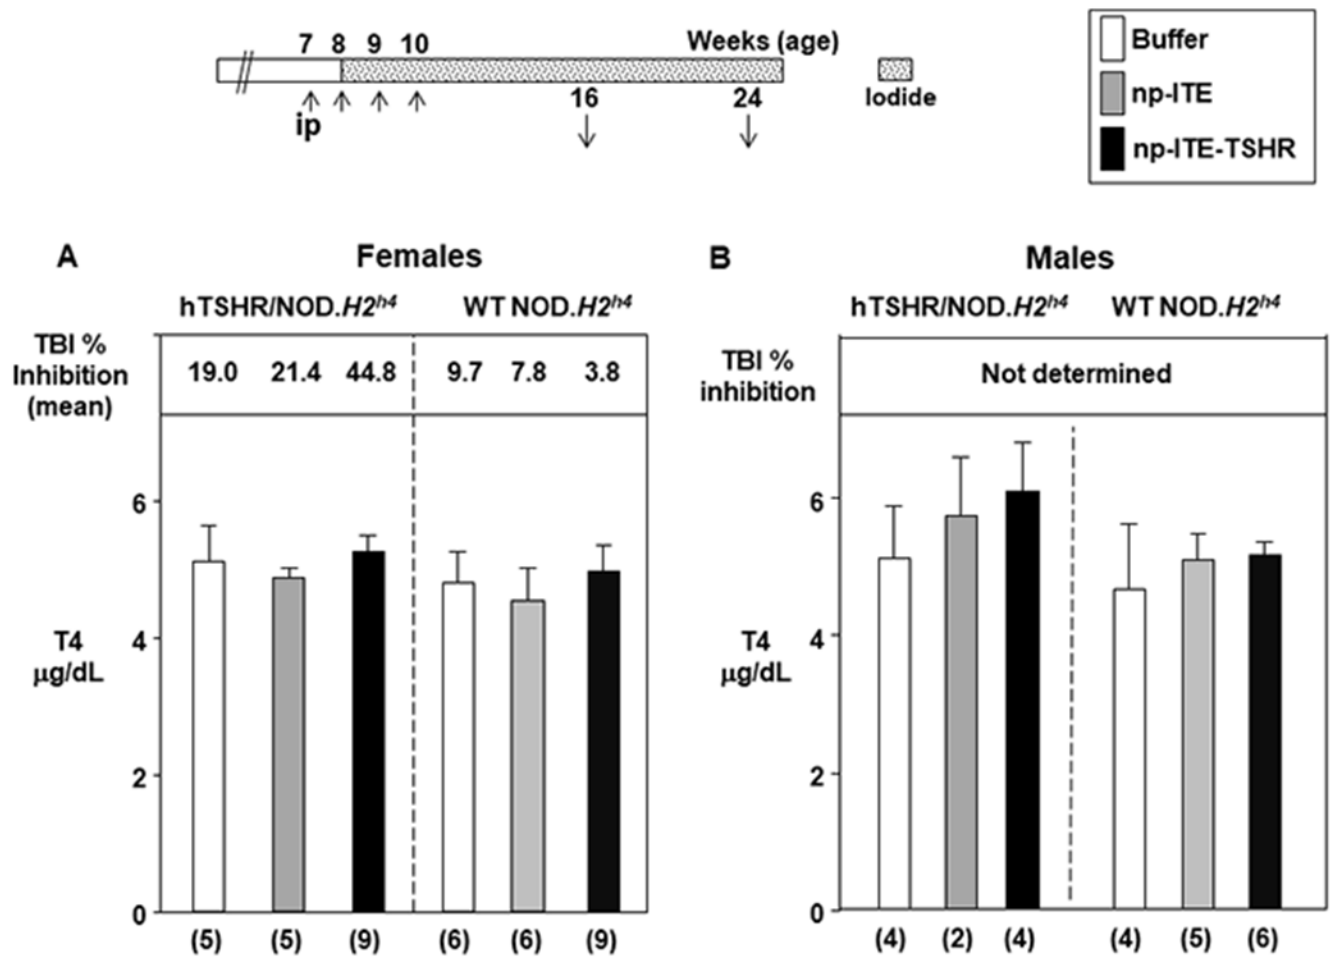 7 8 9 10 Weeks (age)
ip
16 24
Iodide
Buffer
np-ITE
np-ITE-TSHR
A Females
hTSHR/NOD.H2h4 WT NOD.H2h4
TBI %
Inhibition
(mean)
19.0 21.4 44.8 9.7 7.8 3.8
6
4
2
0
T4
µg/dL
(5) (5) (9) (6) (6) (9)
B Males
hTSHR/NOD.H2h4 WT NOD.H2h4
TBI %
inhibition
Not determined
6
4
2
0
T4
µg/dL
(4) (2) (4) (4) (5) (6)